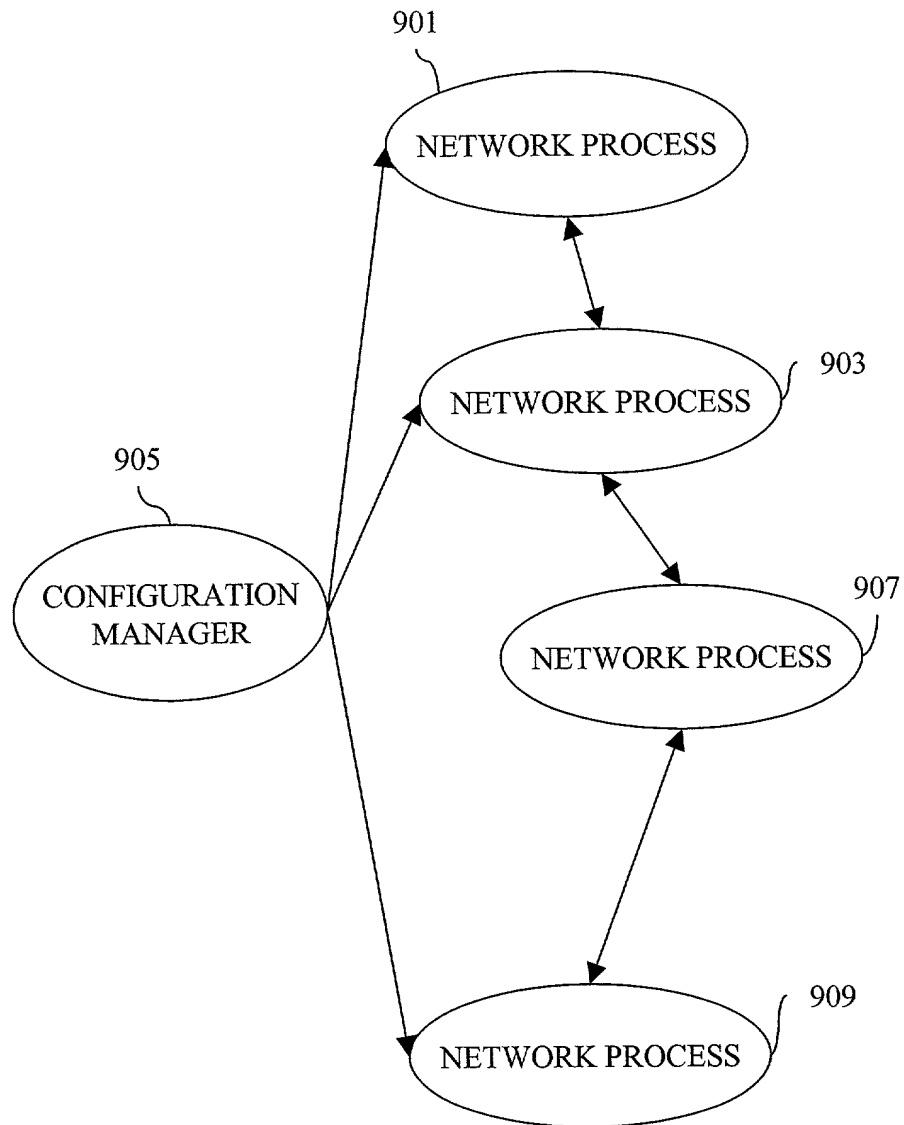 901
NETWORK PROCESS
903
NETWORK PROCESS
905
CONFIGURATION
MANAGER
907
NETWORK PROCESS
909
NETWORK PROCESS